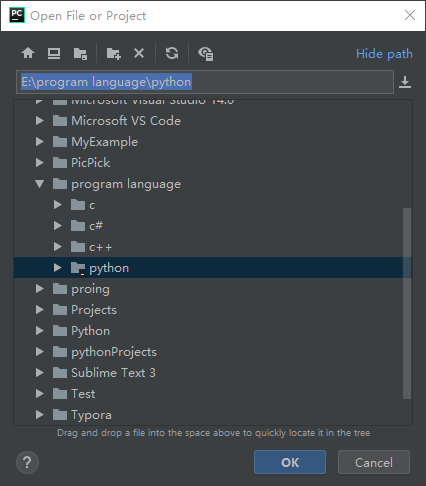 PC Open File or Project
Hide path
E:\program language\python
Microsoft Visual Studio 14.0
Microsoft VS Code
MyExample
PicPick
program language
c
c#
c++
python
proing
Projects
Python
pythonProjects
Sublime Text 3
Test
Typora
Drag and drop a file into the space above to quickly locate it in the tree
? OK Cancel